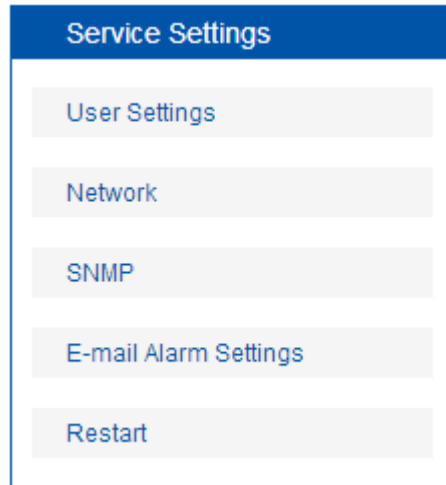 Service Settings
User Settings
Network
SNMP
E-mail Alarm Settings
Restart